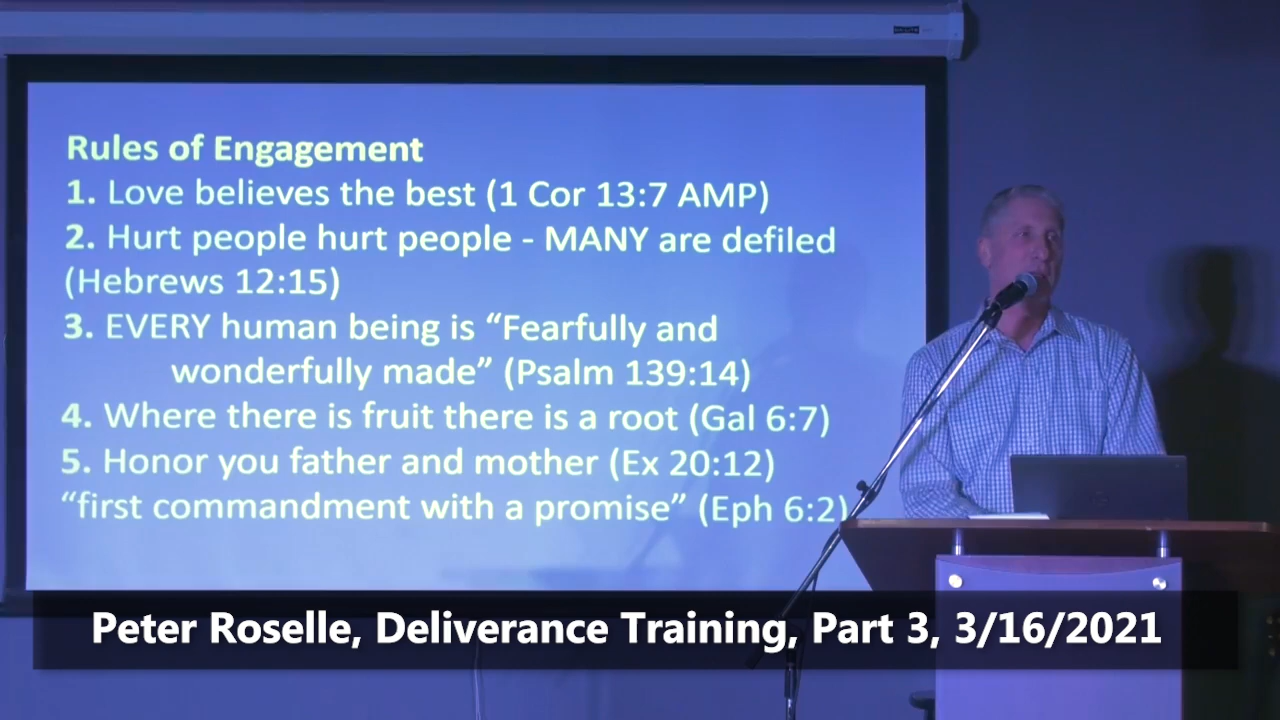 Rules of Engagement
1. Love believes the best (1 Cor 13:7 AMP)
2. Hurt people hurt people - MANY are defiled
(Hebrews 12:15)
3. EVERY human being is “Fearfully and
wonderfully made” (Psalm 139:14)
4. Where there is fruit there is a root (Gal 6:7)
5. Honor you father and mother (Ex 20:12)
“first commandment with a promise” (Eph 6:2)
Peter Roselle, Deliverance Training, Part 3, 3/16/2021